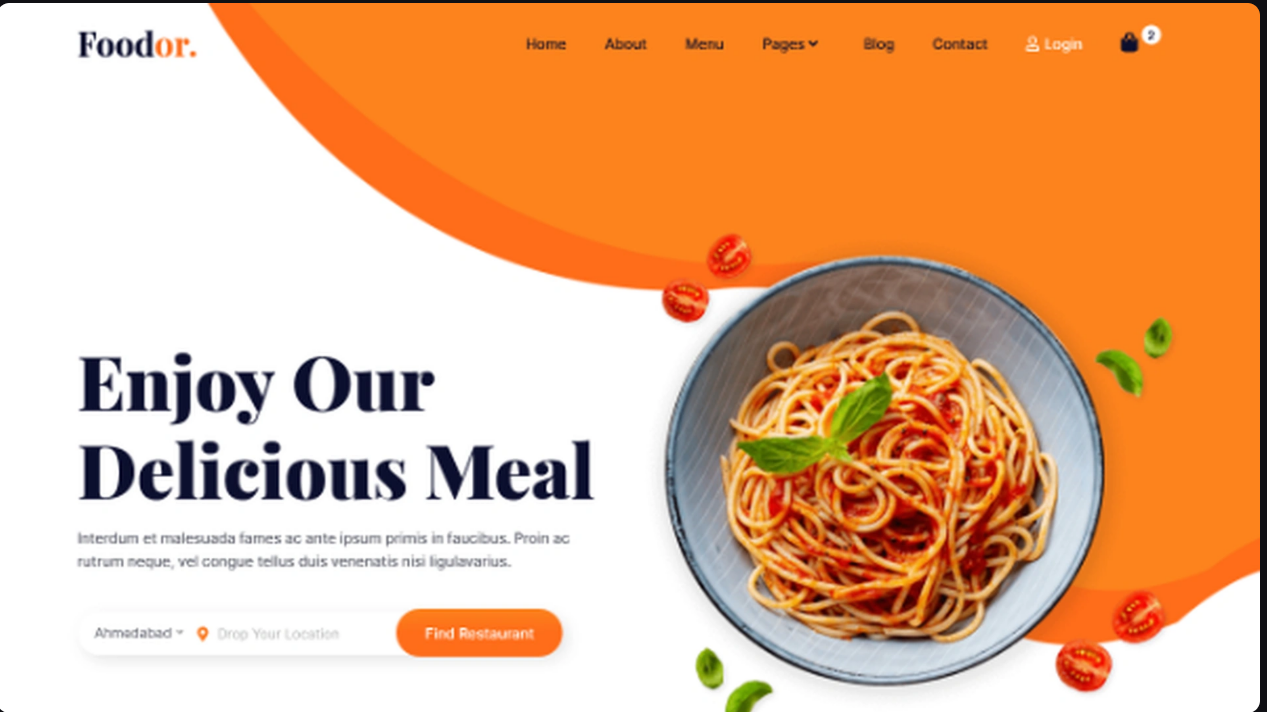 Foodor.
Home About Menu Pages Blog Contact Login 2
Enjoy Our
Delicious Meal
Interdum et malesuada fames ac ante ipsum primis in faucibus. Proin ac
rutrum neque, vel congue tellus duis venenatis nisi ligulavarius.
Ahmedabad Drop Your Location Find Restaurant